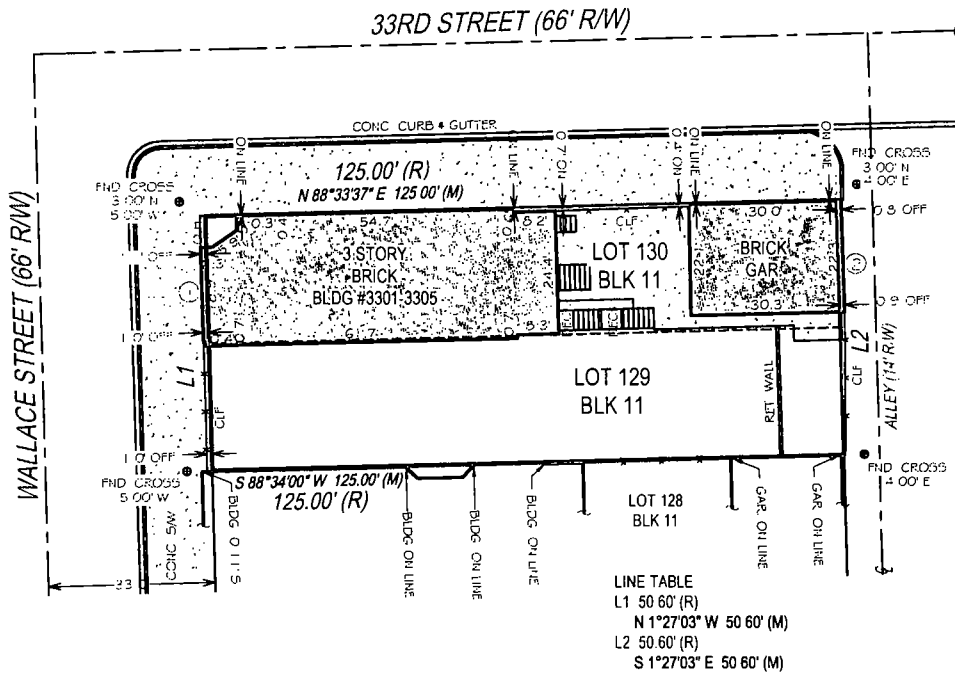 33RD STREET (66' R/W)
CONC CURB & GUTTER
ON LINE
ON LINE
0.7 ON
0.4 ON
ON LINE
ON LINE
125.00' (R)
N 88°33'37" E 125 00' (M)
FND CROSS
3 00' N
5 00' W
FND CROSS
3.00' N
4 00' E
WALLACE STREET (66' R/W)
0.3
54.7
8 2
CLF
30.0
0 8 OFF
OFF
3 STORY
BRICK
BLDG #3301-3305
LOT 130
BLK 11
BRICK
GAR
30.3
0 9 OFF
1 0 OFF
61.7
8.3
L1
L2
CLF
CLF
ALLEY (14' R/W)
LOT 129
BLK 11
RET WALL
1 0 OFF
FND CROSS
5 00' W
FND CROSS
4 00' E
S 88°34'00" W 125.00' (M)
125.00' (R)
LOT 128
BLK 11
CONC S/W
BLDG 0.1'S
BLDG ON LINE
BLDG ON LINE
BLDG ON LINE
GAR. ON LINE
GAR ON LINE
33
LINE TABLE
L1 50 60' (R)
N 1°27'03" W 50 60' (M)
L2 50.60' (R)
S 1°27'03" E 50 60' (M)